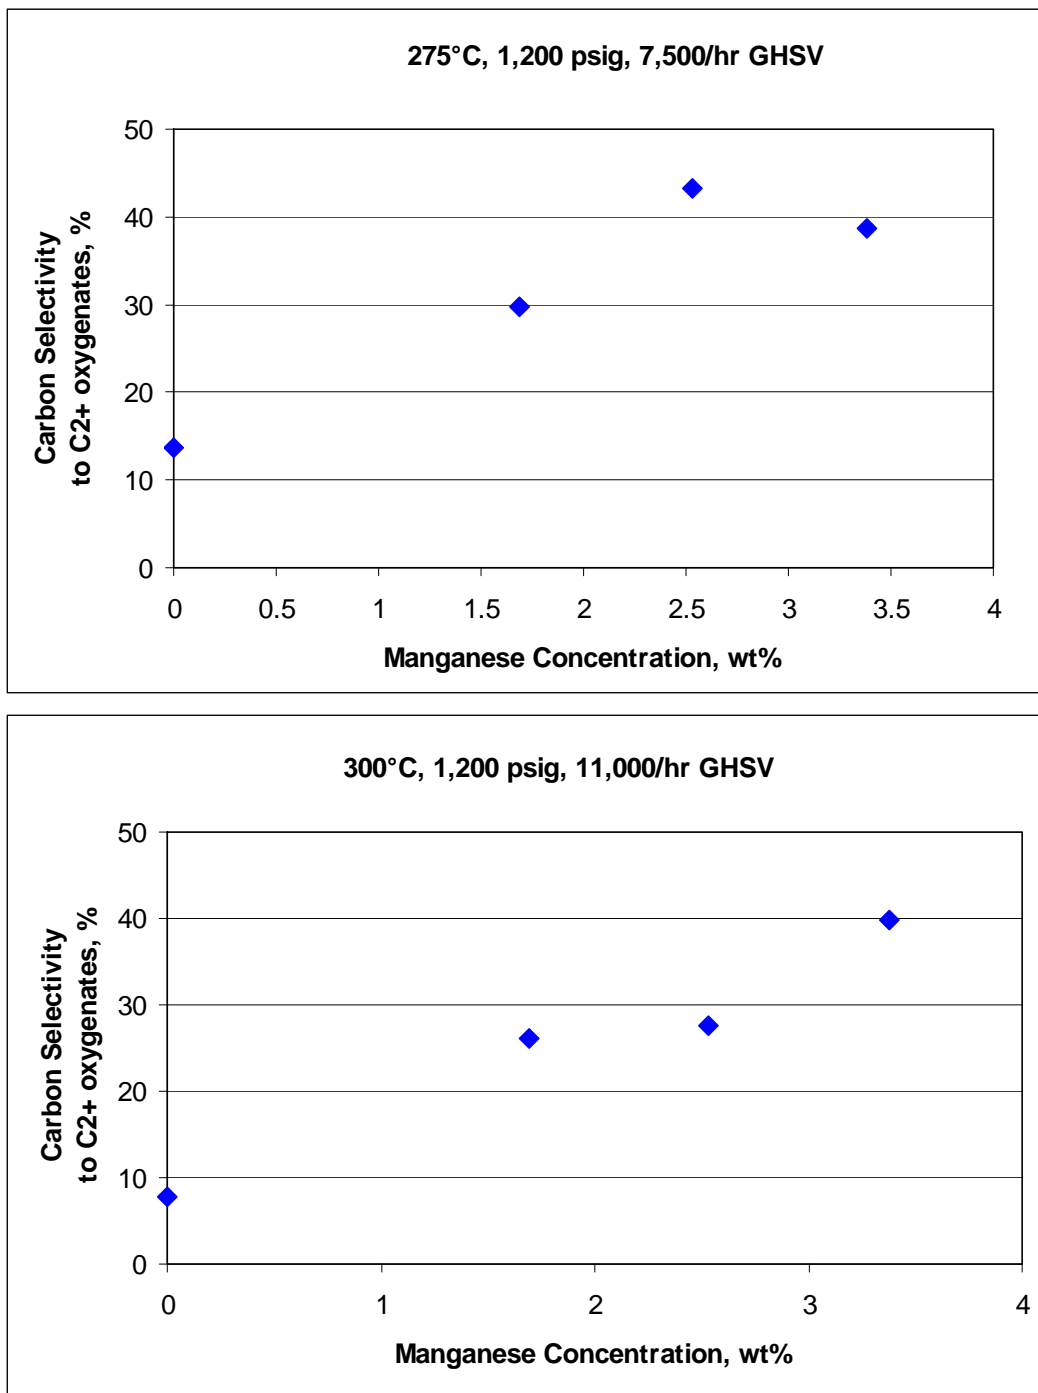 275°C, 1,200 psig, 7,500/hr GHSV
50
40
30
20
10
0
Carbon Selectivity
to C2+ oxygenates, %
0 0.5 1 1.5 2 2.5 3 3.5 4
Manganese Concentration, wt%
300°C, 1,200 psig, 11,000/hr GHSV
50
40
30
20
10
0
Carbon Selectivity
to C2+ oxygenates, %
0 1 2 3 4
Manganese Concentration, wt%